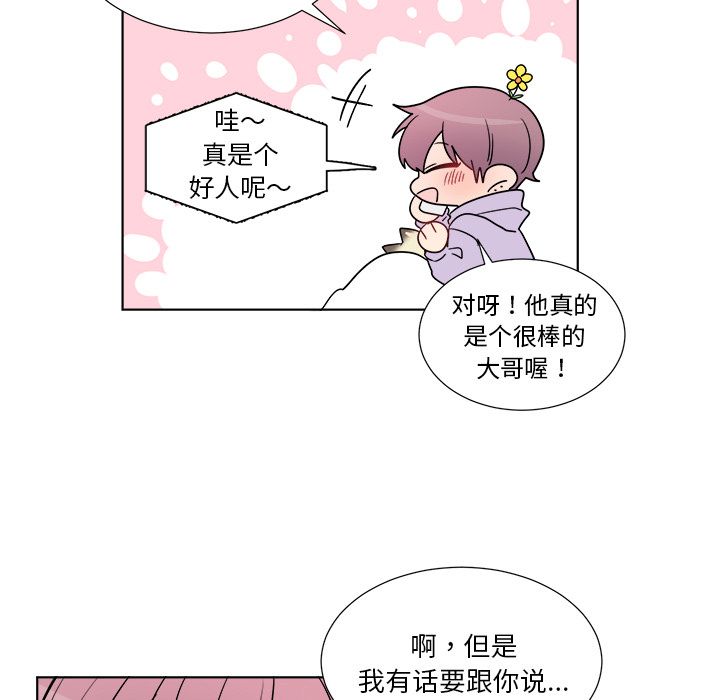 哇～
真是个
好人呢～
对呀！他真的
是个很棒的
大哥喔！
啊，但是
我有话要跟你说...